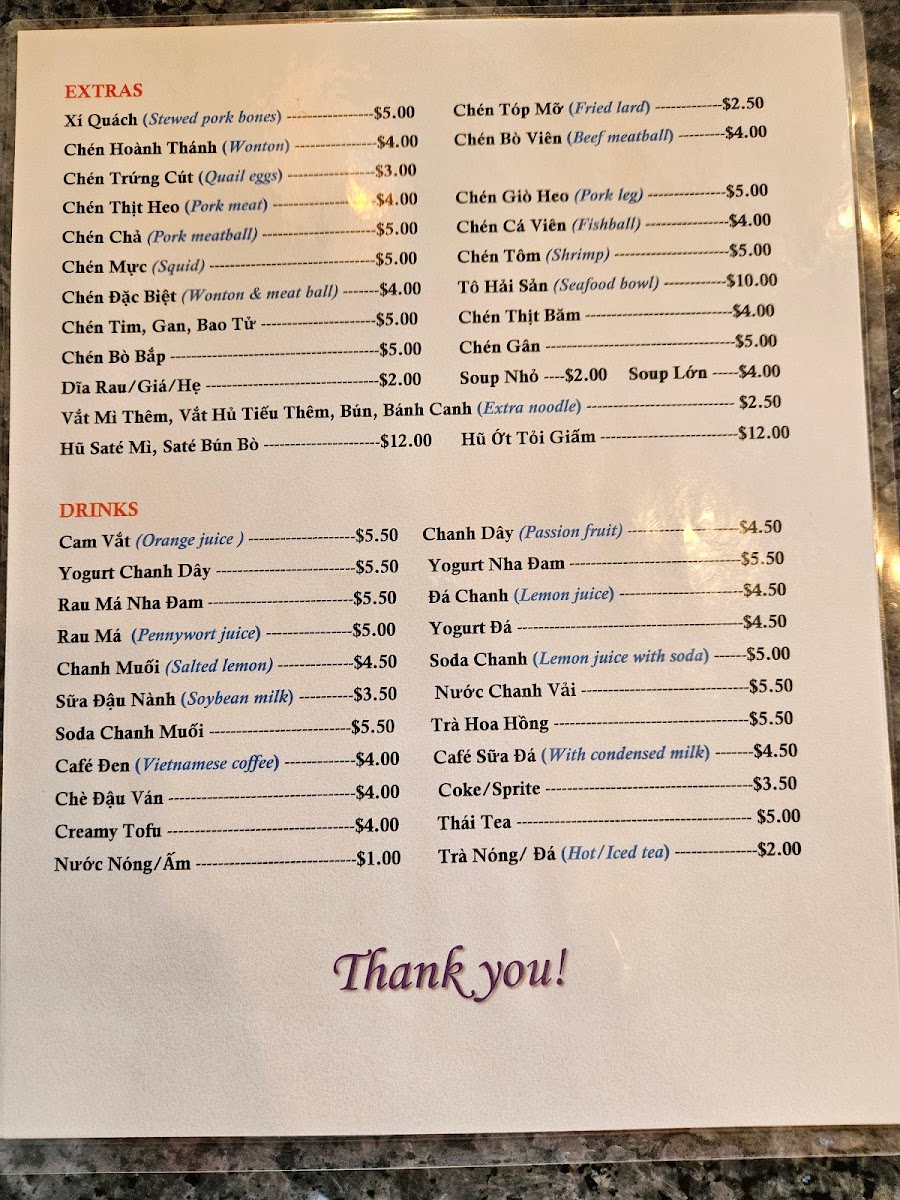 EXTRAS
Xí Quách (Stewed pork bones) ------------------$5.00 Chén Tóp Mỡ (Fried lard) -------------$2.50
Chén Hoành Thánh (Wonton) -----------------$4.00 Chén Bò Viên (Beef meatball) ---------$4.00
Chén Trứng Cút (Quail eggs) ------------------$3.00
Chén Thịt Heo (Pork meat) --------------------$4.00 Chén Giò Heo (Pork leg) ---------------$5.00
Chén Chả (Pork meatball) ----------------------$5.00 Chén Cá Viên (Fishball) ----------------$4.00
Chén Mực (Squid) --------------------------------$5.00 Chén Tôm (Shrimp) ---------------------$5.00
Chén Đặc Biệt (Wonton & meat ball) -------$4.00 Tô Hải Sản (Seafood bowl) ------------$10.00
Chén Tim, Gan, Bao Tử ----------------------$5.00 Chén Thịt Băm ----------------------------$4.00
Chén Bò Bắp ----------------------------------------$5.00 Chén Gân ------------------------------------$5.00
Dĩa Rau/Giá/Hẹ ---------------------------------$2.00 Soup Nhỏ ----$2.00 Soup Lớn -----$4.00
Vắt Mì Thêm, Vắt Hủ Tiếu Thêm, Bún, Bánh Canh (Extra noodle) ---------------------------- $2.50
Hũ Saté Mì, Saté Bún Bò ----------------------$12.00 Hũ Ớt Tỏi Giấm --------------------------$12.00
DRINKS
Cam Vắt (Orange juice ) --------------------$5.50 Chanh Dây (Passion fruit) ---------------------$4.50
Yogurt Chanh Dây --------------------------$5.50 Yogurt Nha Đam --------------------------------$5.50
Rau Má Nha Đam ----------------------------$5.50 Đá Chanh (Lemon juice) -----------------------$4.50
Rau Má (Pennywort juice) -----------------$5.00 Yogurt Đá ------------------------------------------$4.50
Chanh Muối (Salted lemon) --------------$4.50 Soda Chanh (Lemon juice with soda) ------$5.00
Sữa Đậu Nành (Soybean milk) ----------$3.50 Nước Chanh Vải --------------------------------$5.50
Soda Chanh Muối ---------------------------$5.50 Trà Hoa Hồng -------------------------------------$5.50
Café Đen (Vietnamese coffee) -------------$4.00 Café Sữa Đá (With condensed milk) -------$4.50
Chè Đậu Ván -----------------------------------$4.00 Coke/Sprite ---------------------------------------$3.50
Creamy Tofu -----------------------------------$4.00 Thái Tea -------------------------------------------- $5.00
Nước Nóng/Ấm ------------------------------$1.00 Trà Nóng/ Đá (Hot/Iced tea) ----------------$2.00
Thank you!